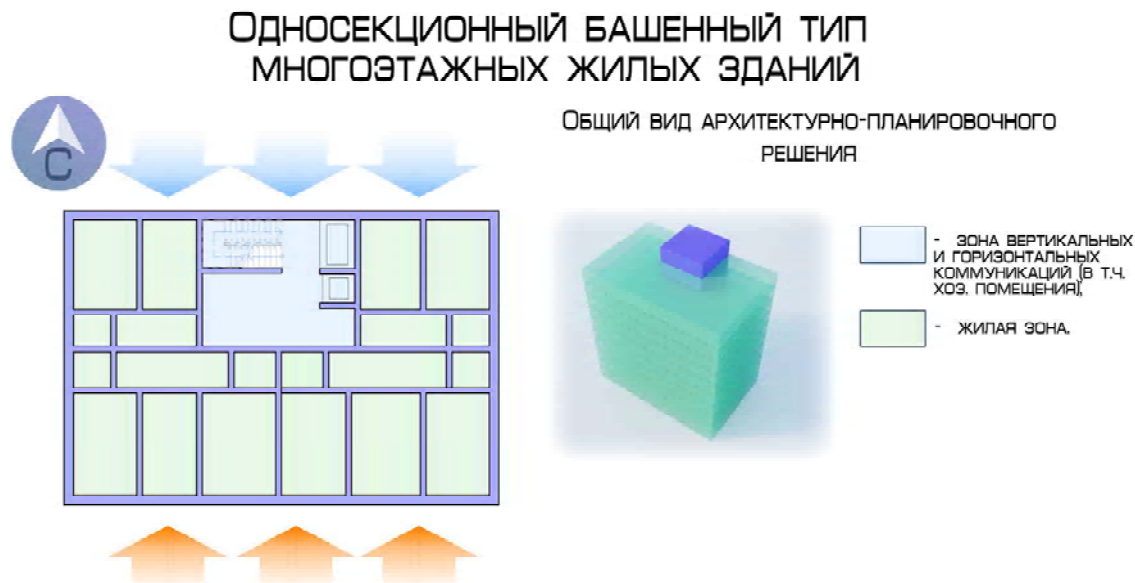 Односекционный башенный тип
многоэтажных жилых зданий
Общий вид архитектурно-планировочного
решения
С
- зона вертикальных
и горизонтальных
коммуникаций (в т.ч.
хоз. помещения),
- жилая зона.